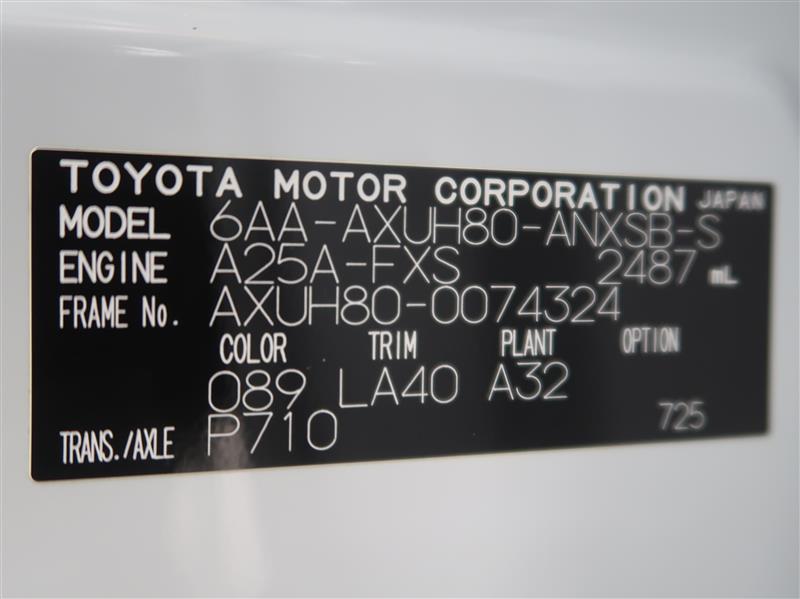 TOYOTA MOTOR CORPORATION JAPAN
MODEL 6AA-AXUH80-ANXSB-S
ENGINE A25A-FXS 2487 mL
FRAME No. AXUH80-0074324
COLOR TRIM PLANT OPTION
089 LA40 A32
TRANS./AXLE P710 725